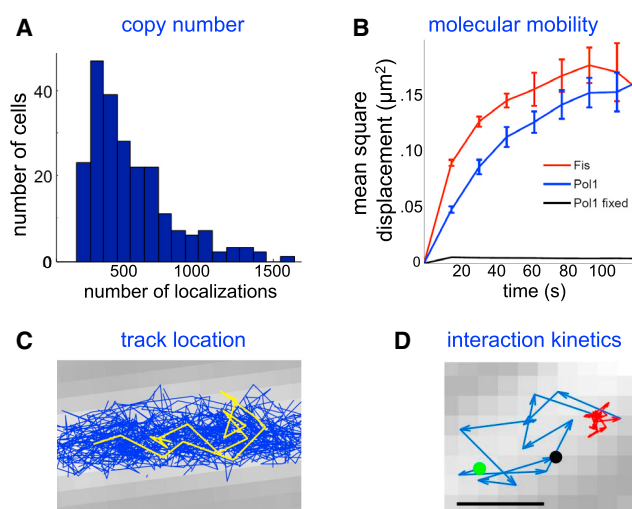 A
copy number
number of cells
40
20
0
500
1000
1500
number of localizations
B
molecular mobility
mean square
displacement (µm²)
.15
.10
.05
0
Fis
Pol1
Pol1 fixed
20
40
60
80
100
time (s)
C
track location
D
interaction kinetics